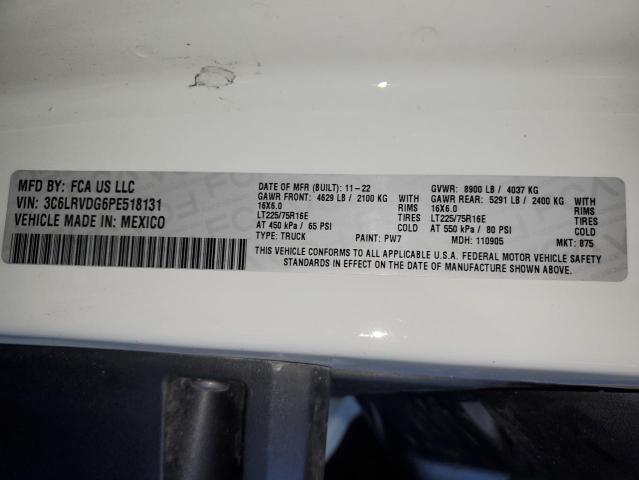 MFD BY: FCA US LLC
VIN: 3C6LRVDG6PE518131
VEHICLE MADE IN: MEXICO
DATE OF MFR (BUILT): 11-22 GVWR: 8900 LB / 4037 KG
GAWR FRONT: 4629 LB / 2100 KG WITH GAWR REAR: 5291 LB / 2400 KG WITH
16X6.0 RIMS 16X6.0 RIMS
LT225/75R16E TIRES LT225/75R16E TIRES
AT 450 kPa / 65 PSI COLD AT 550 kPa / 80 PSI COLD
TYPE: TRUCK PAINT: PW7 MDH: 110905 MKT: 875
THIS VEHICLE CONFORMS TO ALL APPLICABLE U.S.A. FEDERAL MOTOR VEHICLE SAFETY
STANDARDS IN EFFECT ON THE DATE OF MANUFACTURE SHOWN ABOVE.